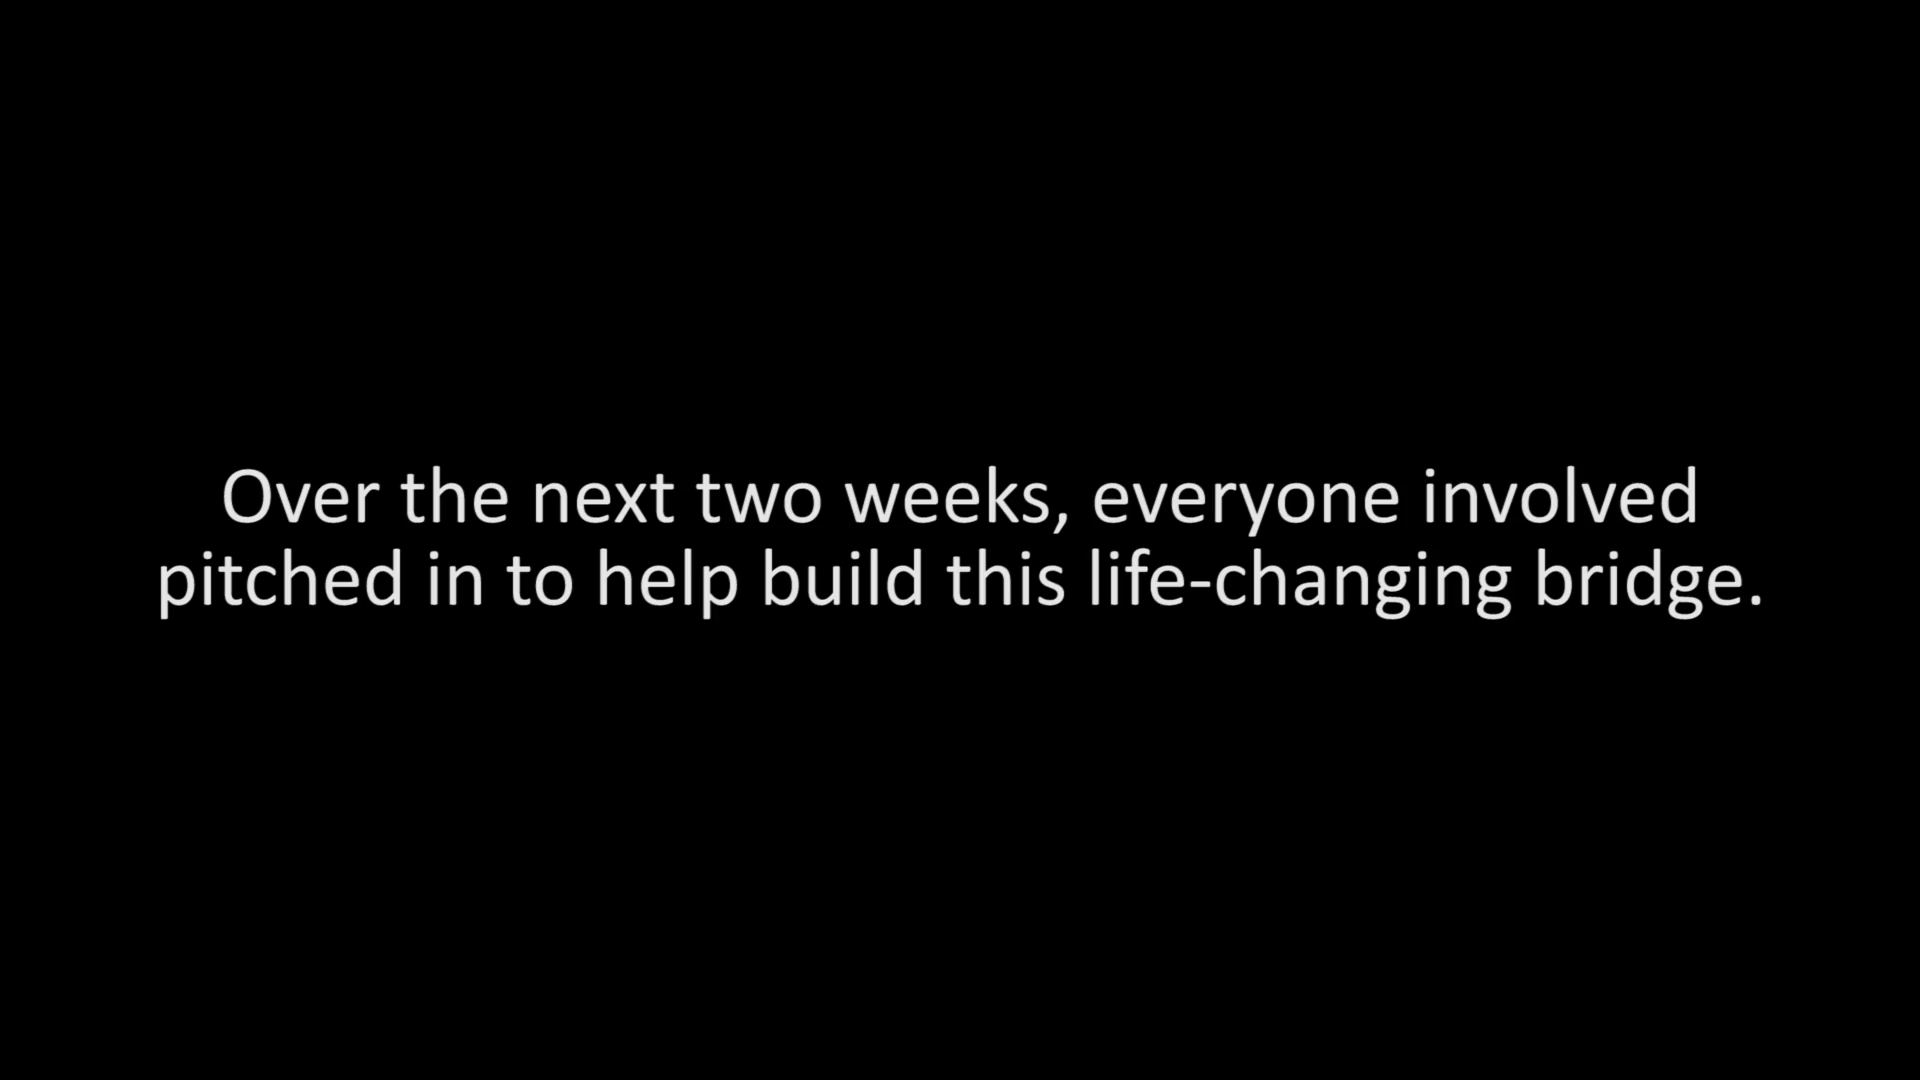 Over the next two weeks, everyone involved
pitched in to help build this life-changing bridge.